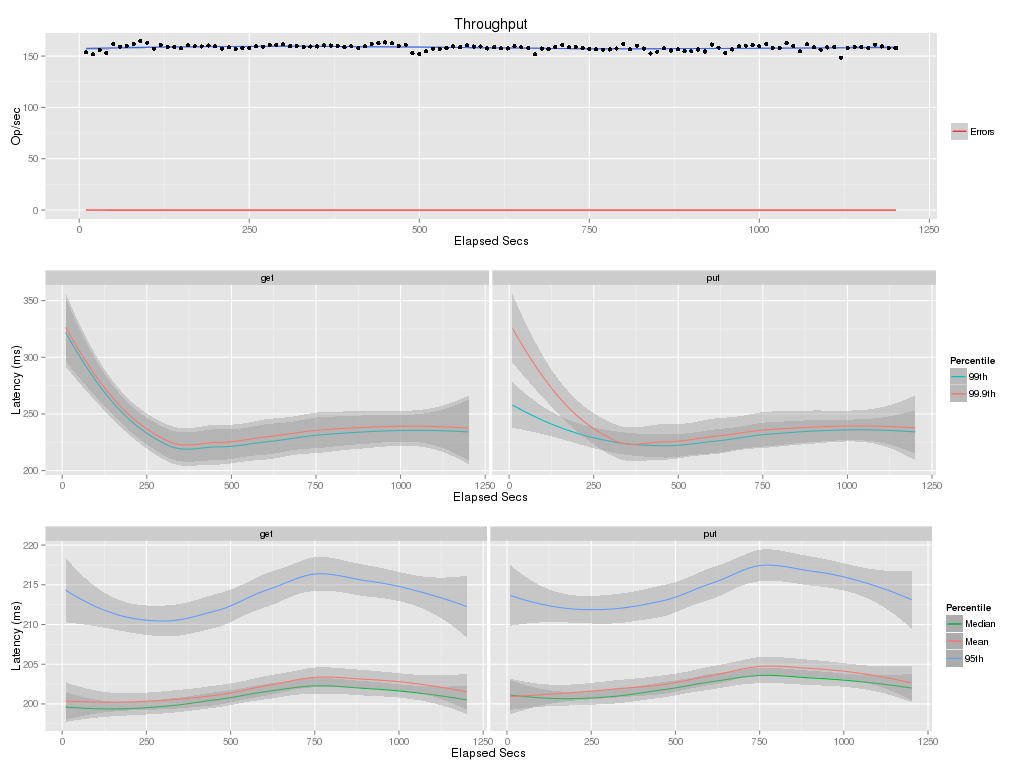 Throughput
Op/sec
150
100
50
0
0 250 500 750 1000 1250
Elapsed Secs
Errors
get put
Latency (ms)
350
300
250
200
0 250 500 750 1000 1250 0 250 500 750 1000 1250
Elapsed Secs
Percentile
99th
99.9th
get put
Latency (ms)
220
215
210
205
200
0 250 500 750 1000 1250 0 250 500 750 1000 1250
Elapsed Secs
Percentile
Median
Mean
95th